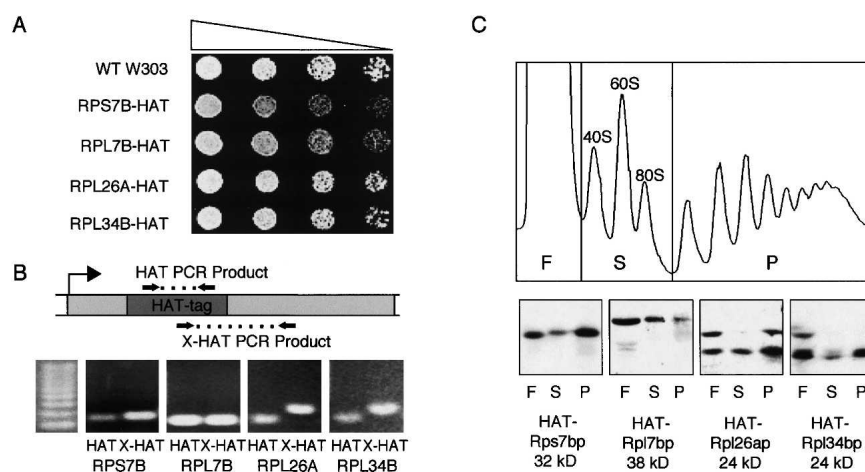 A
WT W303
RPS7B-HAT
RPL7B-HAT
RPL26A-HAT
RPL34B-HAT
B
HAT PCR Product
HAT-tag
X-HAT PCR Product
HAT X-HAT HAT X-HAT HAT X-HAT HAT X-HAT
RPS7B RPL7B RPL26A RPL34B
C
60S
40S
80S
F S P
F S P F S P F S P F S P
HAT-
Rps7bp
32 kD
HAT-
Rpl7bp
38 kD
HAT-
Rpl26ap
24 kD
HAT-
Rpl34bp
24 kD